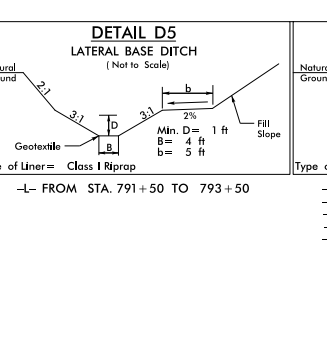 DETAIL D5
LATERAL BASE DITCH
( Not to Scale)
ural
und
2:1
3:1
D
3:1
b
2%
Natura
Groun
Fill
Slope
Geotextile
B
Min. D= 1 ft
B= 4 ft
b= 5 ft
e of Liner= Class I Riprap
Type o
-L- FROM STA. 791+50 TO 793+50